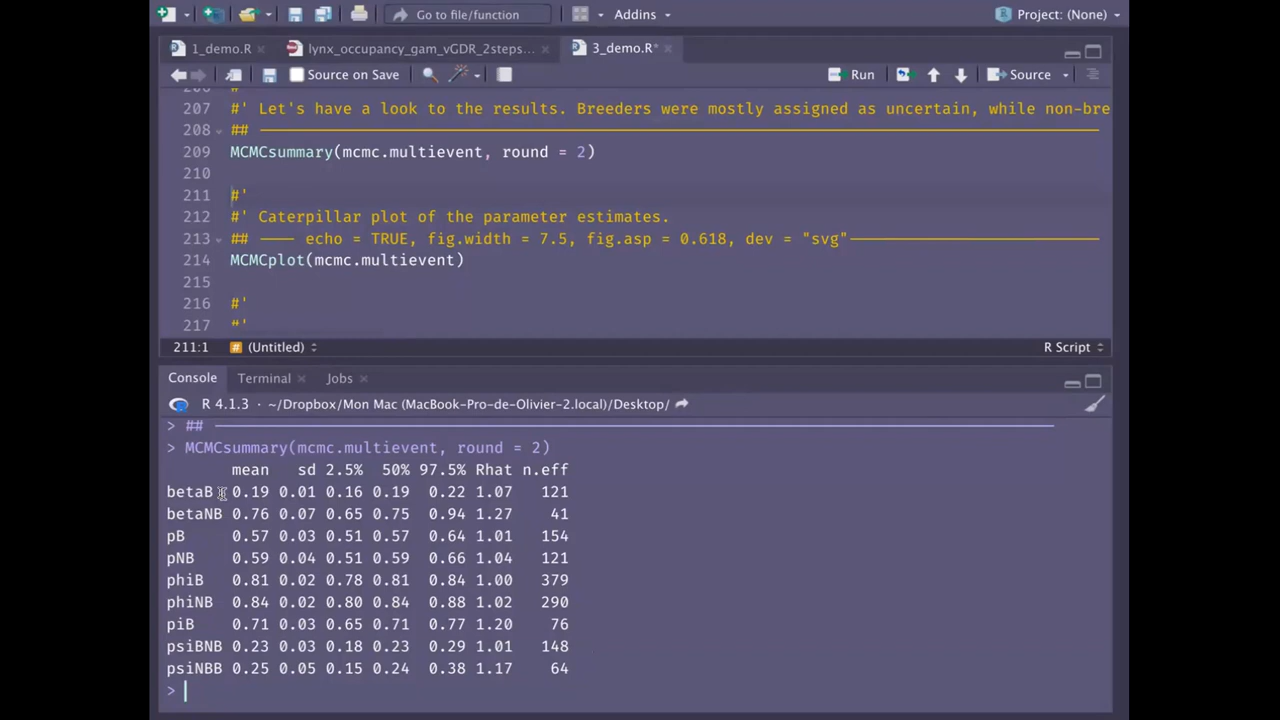 Go to file/function
Addins
Project: (None)
1_demo.R
lynx_occupancy_gam_vGDR_2steps...
3_demo.R*
Source on Save
Run
Source
207 #' Let's have a look to the results. Breeders were mostly assigned as uncertain, while non-bre
208 ##
209 MCMCsummary(mcmc.multievent, round = 2)
210
211 #'
212 #' Caterpillar plot of the parameter estimates.
213 ## ---- echo = TRUE, fig.width = 7.5, fig.asp = 0.618, dev = "svg"
214 MCMCplot(mcmc.multievent)
215
216 #'
217 #'
211:1 # (Untitled) R Script
Console Terminal Jobs
R 4.1.3 · ~/Dropbox/Mon Mac (MacBook-Pro-de-Olivier-2.local)/Desktop/
> ##
> MCMCsummary(mcmc.multievent, round = 2)
mean sd 2.5% 50% 97.5% Rhat n.eff
betaB 0.19 0.01 0.16 0.19 0.22 1.07 121
betaNB 0.76 0.07 0.65 0.75 0.94 1.27 41
pB 0.57 0.03 0.51 0.57 0.64 1.01 154
pNB 0.59 0.04 0.51 0.59 0.66 1.04 121
phiB 0.81 0.02 0.78 0.81 0.84 1.00 379
phiNB 0.84 0.02 0.80 0.84 0.88 1.02 290
piB 0.71 0.03 0.65 0.71 0.77 1.20 76
psiBNB 0.23 0.03 0.18 0.23 0.29 1.01 148
psiNBB 0.25 0.05 0.15 0.24 0.38 1.17 64
>